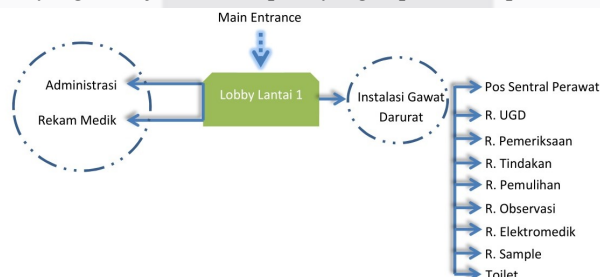 Main Entrance
Administrasi
Rekam Medik
Lobby Lantai 1
Instalasi Gawat
Darurat
Pos Sentral Perawat
R. UGD
R. Pemeriksaan
R. Tindakan
R. Pemulihan
R. Observasi
R. Elektromedik
R. Sample
Toilet